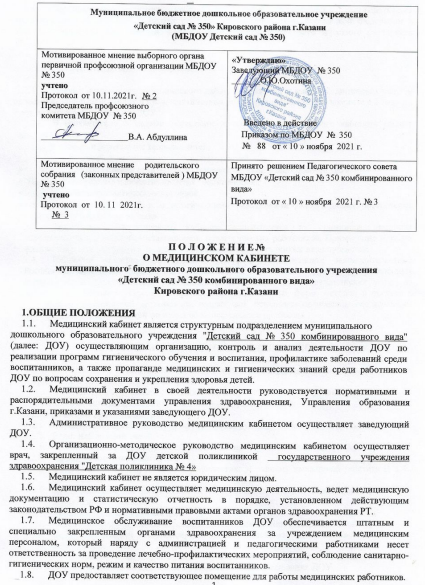 Муниципальное бюджетное дошкольное образовательное учреждение
«Детский сад № 350» Кировского района г.Казани
(МБДОУ Детский сад № 350)
Мотивированное мнение выборного органа
первичной профсоюзной организации МБДОУ
№ 350
учтено
Протокол от 10.11.2021г. № 2
Председатель профсоюзного
комитета МБДОУ № 350
В.А. Абдуллина
«Утверждаю»
Заведующий МБДОУ № 350
О.Ю.Охотина
Введено в действие
Приказом по МБДОУ № 350
№ 88 от « 10 » ноября 2021 г.
Мотивированное мнение родительского
собрания (законных представителей ) МБДОУ
№ 350
учтено
Протокол от 10. 11 2021г.
№ 3
Принято решением Педагогического совета
МБДОУ «Детский сад № 350 комбинированного
вида»
Протокол от « 10 » ноября 2021 г. № 3
П О Л О Ж Е Н И Е №
О МЕДИЦИНСКОМ КАБИНЕТЕ
муниципального бюджетного дошкольного образовательного учреждения
«Детский сад № 350 комбинированного вида»
Кировского района г.Казани
1.ОБЩИЕ ПОЛОЖЕНИЯ
1.1. Медицинский кабинет является структурным подразделением муниципального
дошкольного образовательного учреждения "Детский сад № 350 комбинированного вида"
(далее: ДОУ) осуществляющим организацию, контроль и анализ деятельности ДОУ по
реализации программ гигиенического обучения и воспитания, профилактике заболеваний среди
воспитанников, а также пропаганде медицинских и гигиенических знаний среди работников
ДОУ по вопросам сохранения и укрепления здоровья детей.
1.2. Медицинский кабинет в своей деятельности руководствуется нормативными и
распорядительными документами управления здравоохранения, Управления образования
г.Казани, приказами и указаниями заведующего ДОУ.
1.3. Административное руководство медицинским кабинетом осуществляет заведующий
ДОУ.
1.4. Организационно-методическое руководство медицинским кабинетом осуществляет
врач, закрепленный за ДОУ детской поликлиникой государственного учреждения
здравоохранения "Детская поликлиника № 4»
1.5. Медицинский кабинет не является юридическим лицом.
1.6. Медицинский кабинет осуществляет медицинскую деятельность, ведет медицинскую
документацию и статистическую отчетность в порядке, установленном действующим
законодательством РФ и нормативными правовыми актами органов здравоохранения РТ.
1.7. Медицинское обслуживание воспитанников ДОУ обеспечивается штатным и
специально закрепленным органами здравоохранения за учреждением медицинским
персоналом, который наряду с администрацией и педагогическими работниками несет
ответственность за проведение лечебно-профилактических мероприятий, соблюдение санитарно-
гигиенических норм, режим и качество питания воспитанников.
1.8. ДОУ предоставляет соответствующее помещение для работы медицинских работников.